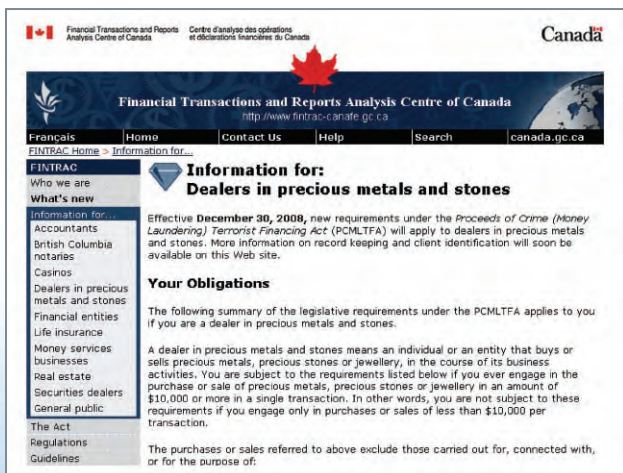 Financial Transactions and Reports
Analysis Centre of Canada
Centre d'analyse des opérations
et déclarations financières du Canada
Canada
Financial Transactions and Reports Analysis Centre of Canada
http://www.fintrac-canafe.gc.ca
Français Home Contact Us Help Search canada.gc.ca
FINTRAC Home > Information for...
FINTRAC
Who we are
What's new
Information for...
Accountants
British Columbia
notaries
Casinos
Dealers in precious
metals and stones
Financial entities
Life insurance
Money services
businesses
Real estate
Securities dealers
General public
The Act
Regulations
Guidelines
Information for:
Dealers in precious metals and stones
Effective December 30, 2008, new requirements under the Proceeds of Crime (Money
Laundering) Terrorist Financing Act (PCMLTFA) will apply to dealers in precious metals
and stones. More information on record keeping and client identification will soon be
available on this Web site.
Your Obligations
The following summary of the legislative requirements under the PCMLTFA applies to you
if you are a dealer in precious metals and stones.
A dealer in precious metals and stones means an individual or an entity that buys or
sells precious metals, precious stones or jewellery, in the course of its business
activities. You are subject to the requirements listed below if you ever engage in the
purchase or sale of precious metals, precious stones or jewellery in an amount of
$10,000 or more in a single transaction. In other words, you are not subject to these
requirements if you engage only in purchases or sales of less than $10,000 per
transaction.
The purchases or sales referred to above exclude those carried out for, connected with,
or for the purpose of: